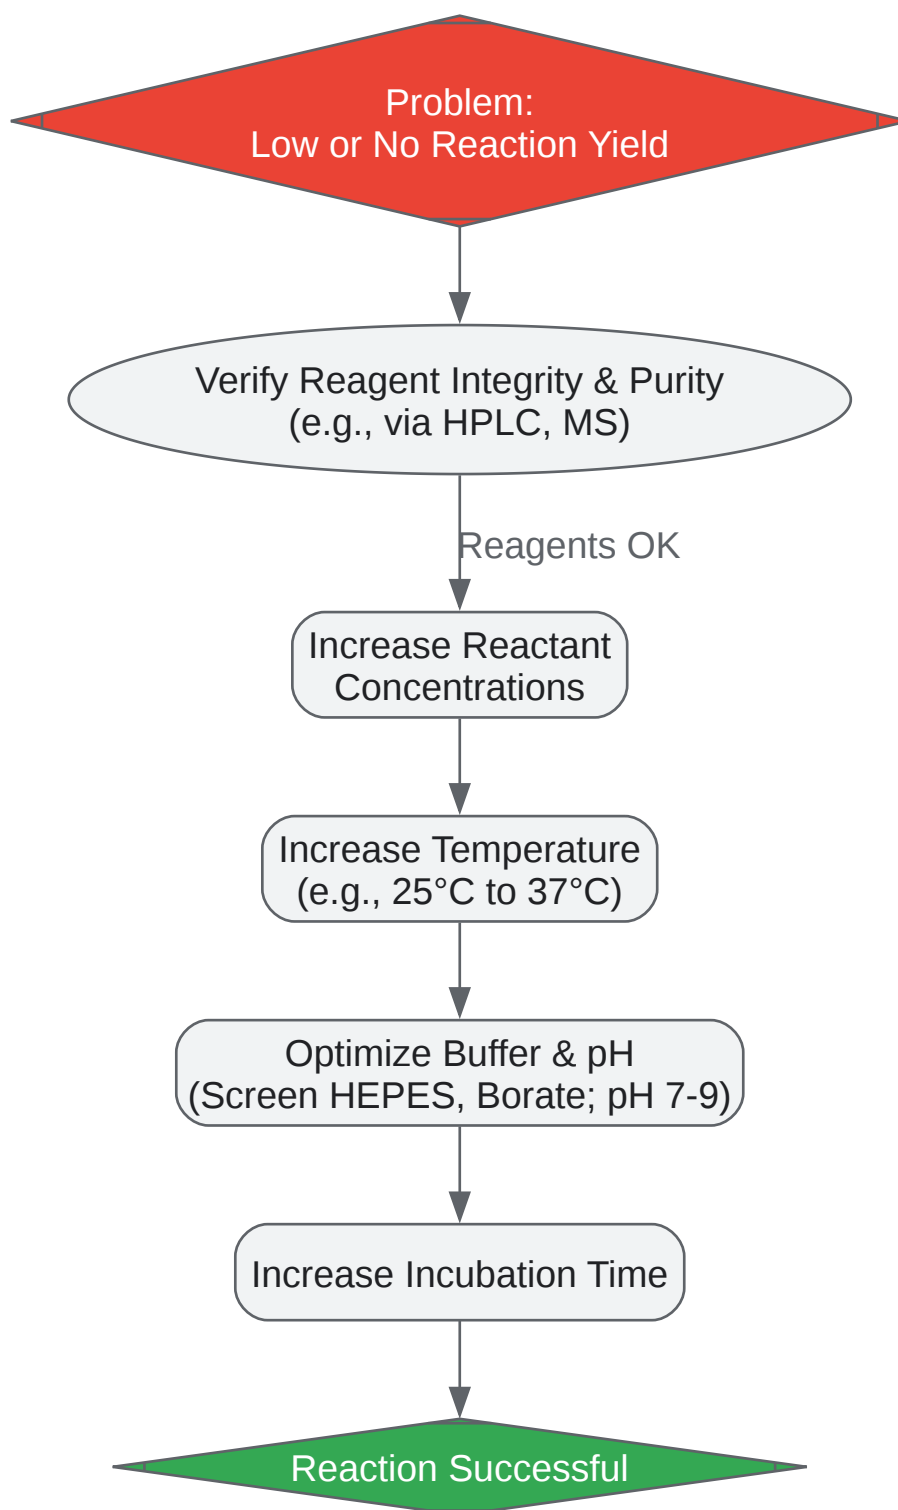 Problem:
Low or No Reaction Yield
Verify Reagent Integrity & Purity
(e.g., via HPLC, MS)
Reagents OK
Increase Reactant
Concentrations
Increase Temperature
(e.g., 25°C to 37°C)
Optimize Buffer & pH
(Screen HEPES, Borate; pH 7-9)
Increase Incubation Time
Reaction Successful